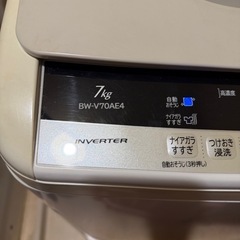 7kg
BW-V70AE4
自動
おそうじ
高濃度
ナイアガラ
すすぎ
INVERTER
ナイアガラ
すすぎ
つけおき
浸洗
自動おそうじ(3秒押し)